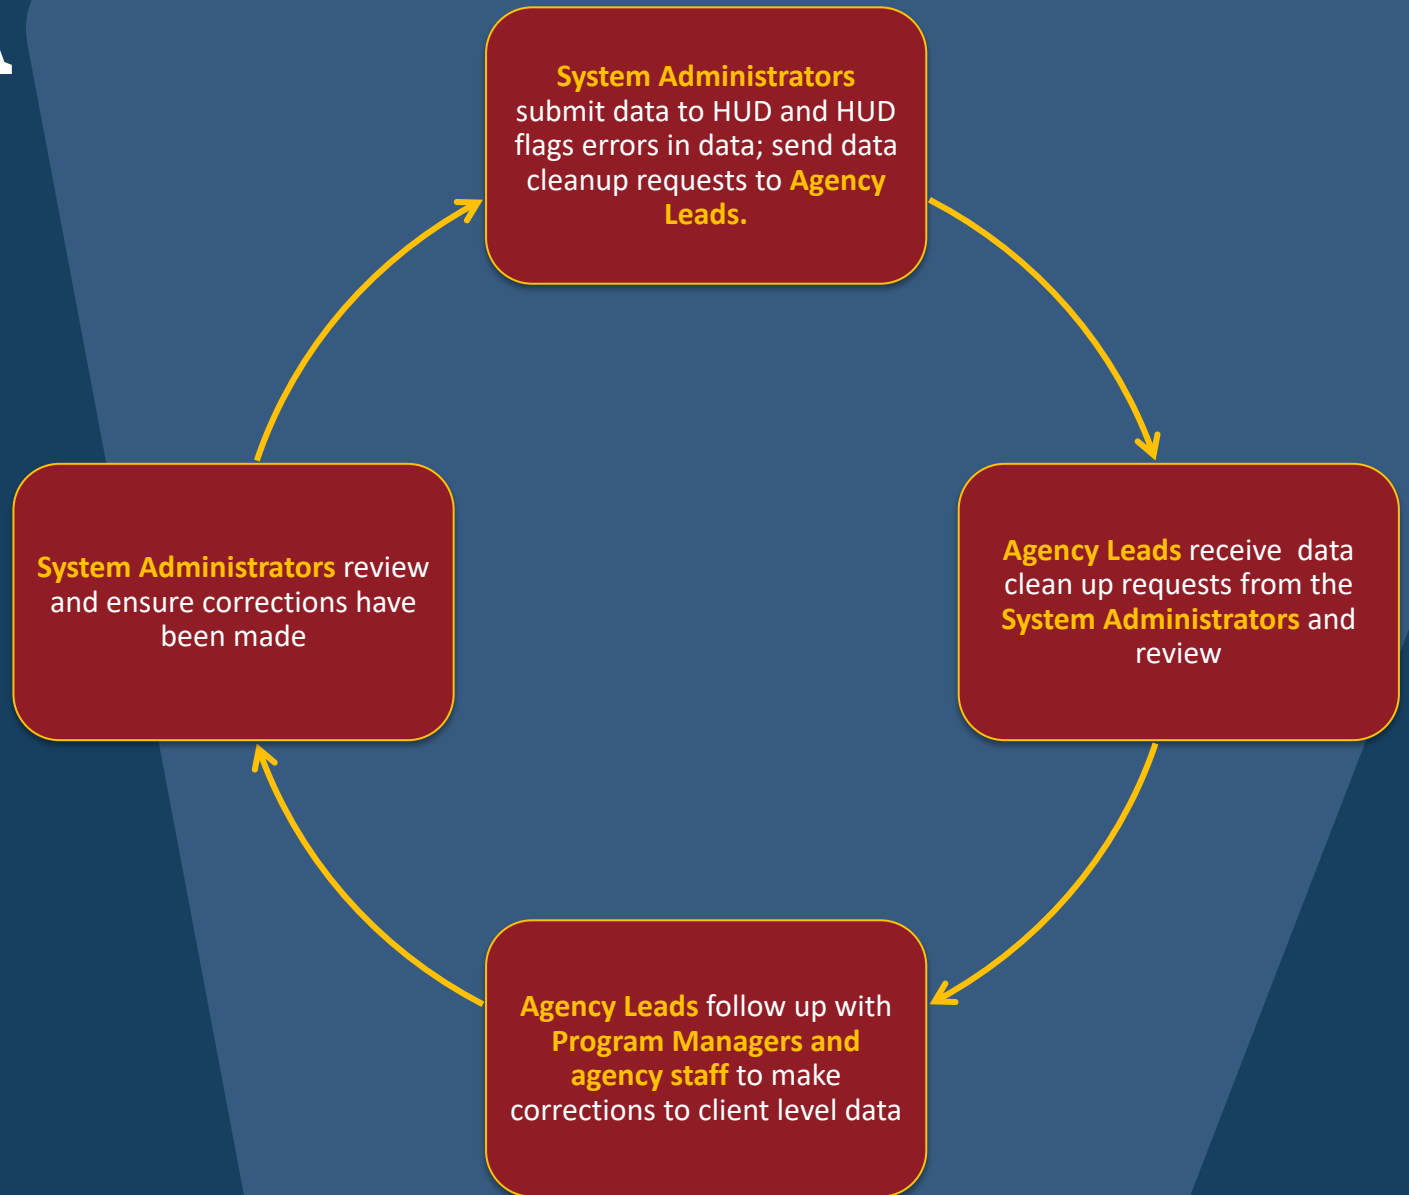 System Administrators
submit data to HUD and HUD
flags errors in data; send data
cleanup requests to Agency
Leads.
Agency Leads receive  data
clean up requests from the
System Administrators and
review
Agency Leads follow up with
Program Managers and
agency staff to make
corrections to client level data
System Administrators review
and ensure corrections have
been made